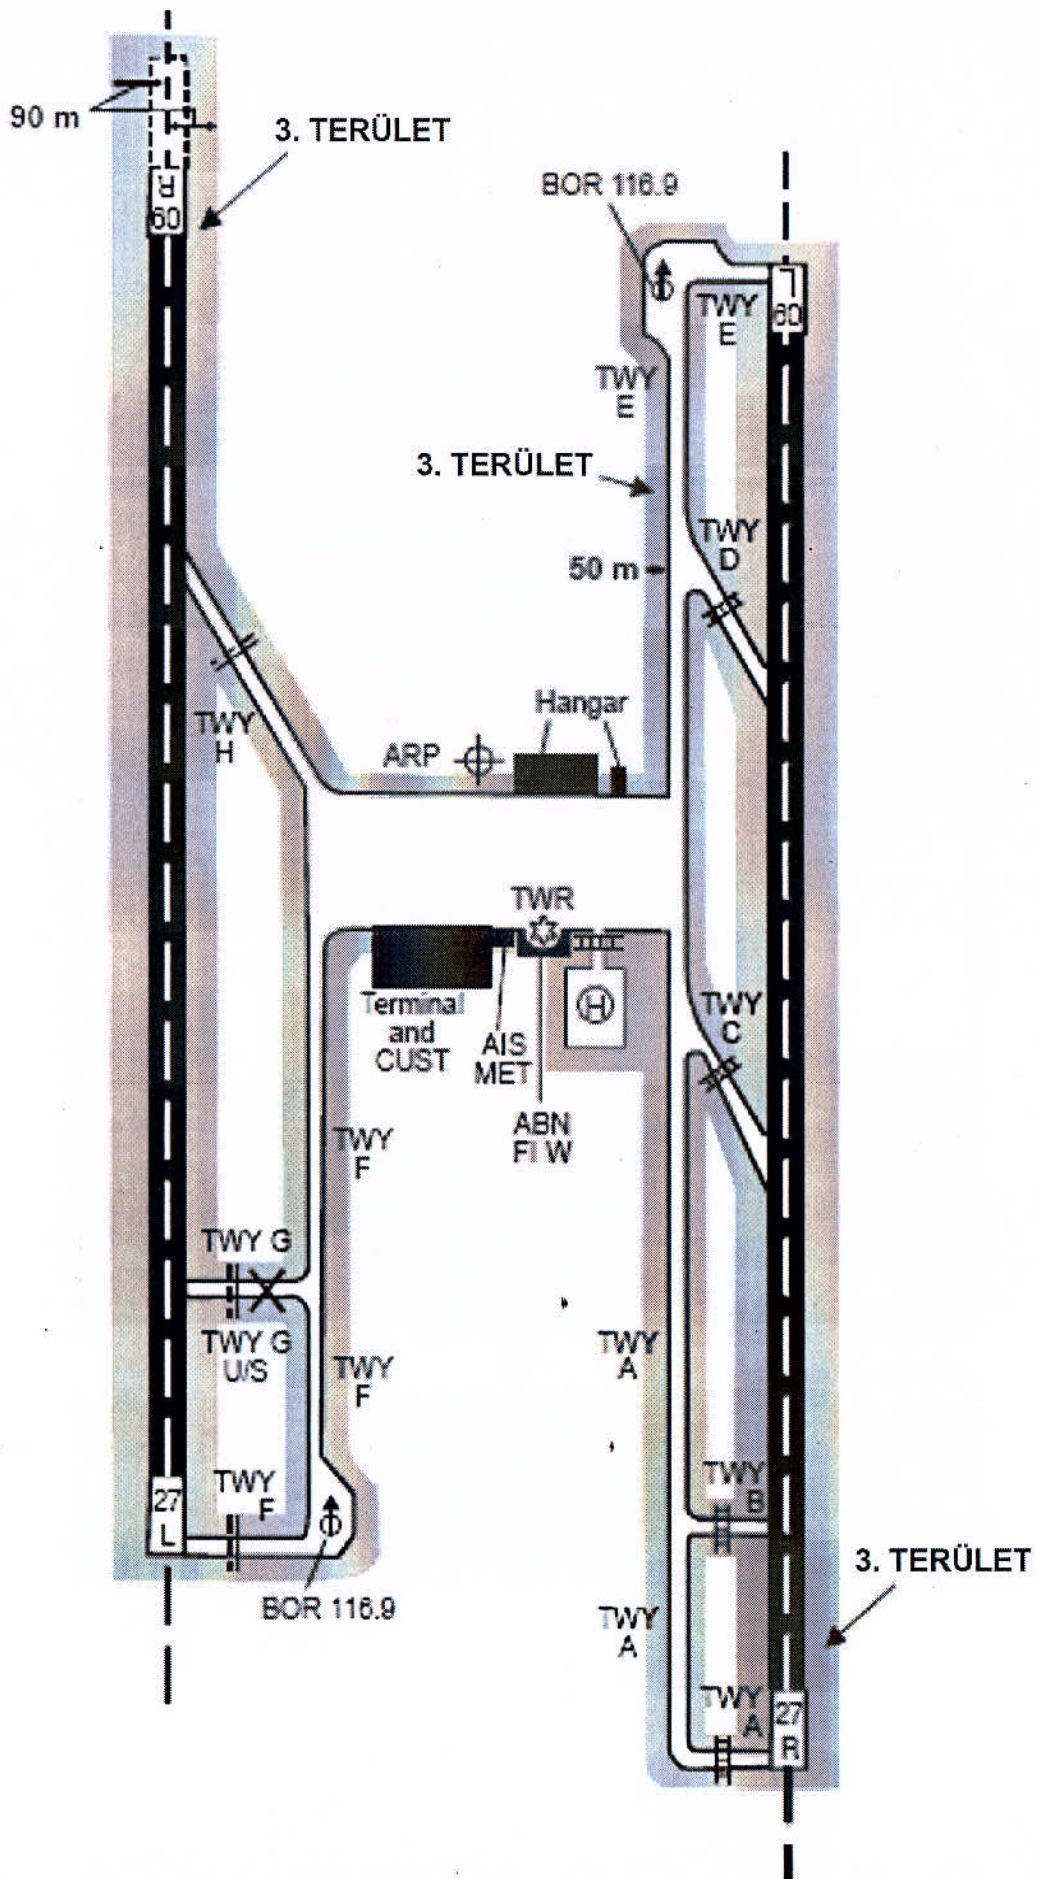 90 m
3. TERÜLET
R
09
BOR 116.9
L
09
TWY
E
TWY
E
3. TERÜLET
TWY
D
50 m
Hangar
TWY
H
ARP
TWR
Terminal
and
CUST
AIS
MET
H
TWY
C
ABN
FI W
TWY
F
TWY G
TWY G
U/S
TWY
F
TWY
A
TWY
F
27
L
TWY
B
BOR 116.9
3. TERÜLET
TWY
A
TWY
A
27
R